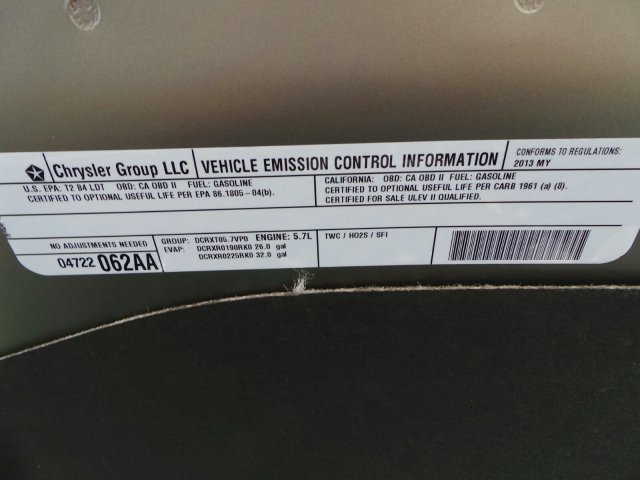 Chrysler Group LLC
VEHICLE EMISSION CONTROL INFORMATION
CONFORMS TO REGULATIONS:
2013 MY
U.S. EPA: T2 B4 LDT OBD: CA OBD II FUEL: GASOLINE
CERTIFIED TO OPTIONAL USEFUL LIFE PER EPA 86.1805-04(b).
CALIFORNIA: OBD: CA OBD II FUEL: GASOLINE
CERTIFIED TO OPTIONAL USEFUL LIFE PER CARB 1961 (a) (8).
CERTIFIED FOR SALE ULEV II QUALIFIED.
NO ADJUSTMENTS NEEDED
04722 062AA
GROUP: DCRXT05.7VP0 ENGINE: 5.7L
EVAP: DCRXR0190RK0 26.0 gal
DCRXR0225RK0 32.0 gal
TWC / HO2S / SFI